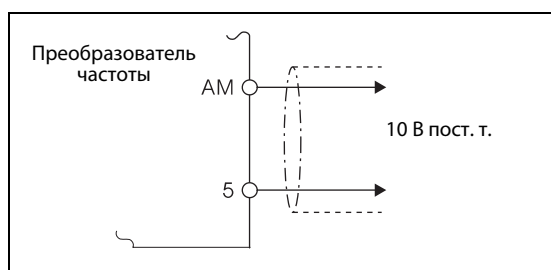 Преобразователь
частоты
AM
10 В пост. т.
5